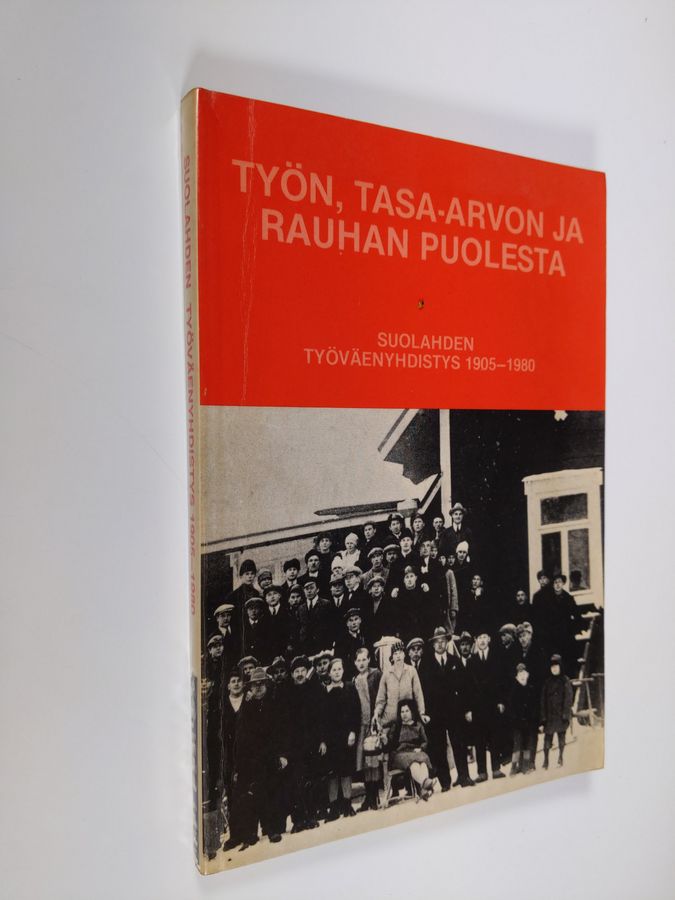 TYÖN, TASA-ARVON JA
RAUHAN PUOLESTA
SUOLAHDEN
TYÖVÄENYHDISTYS 1905–1980
SUOLAHDEN TYÖVÄENYHDISTYS 1905–1980